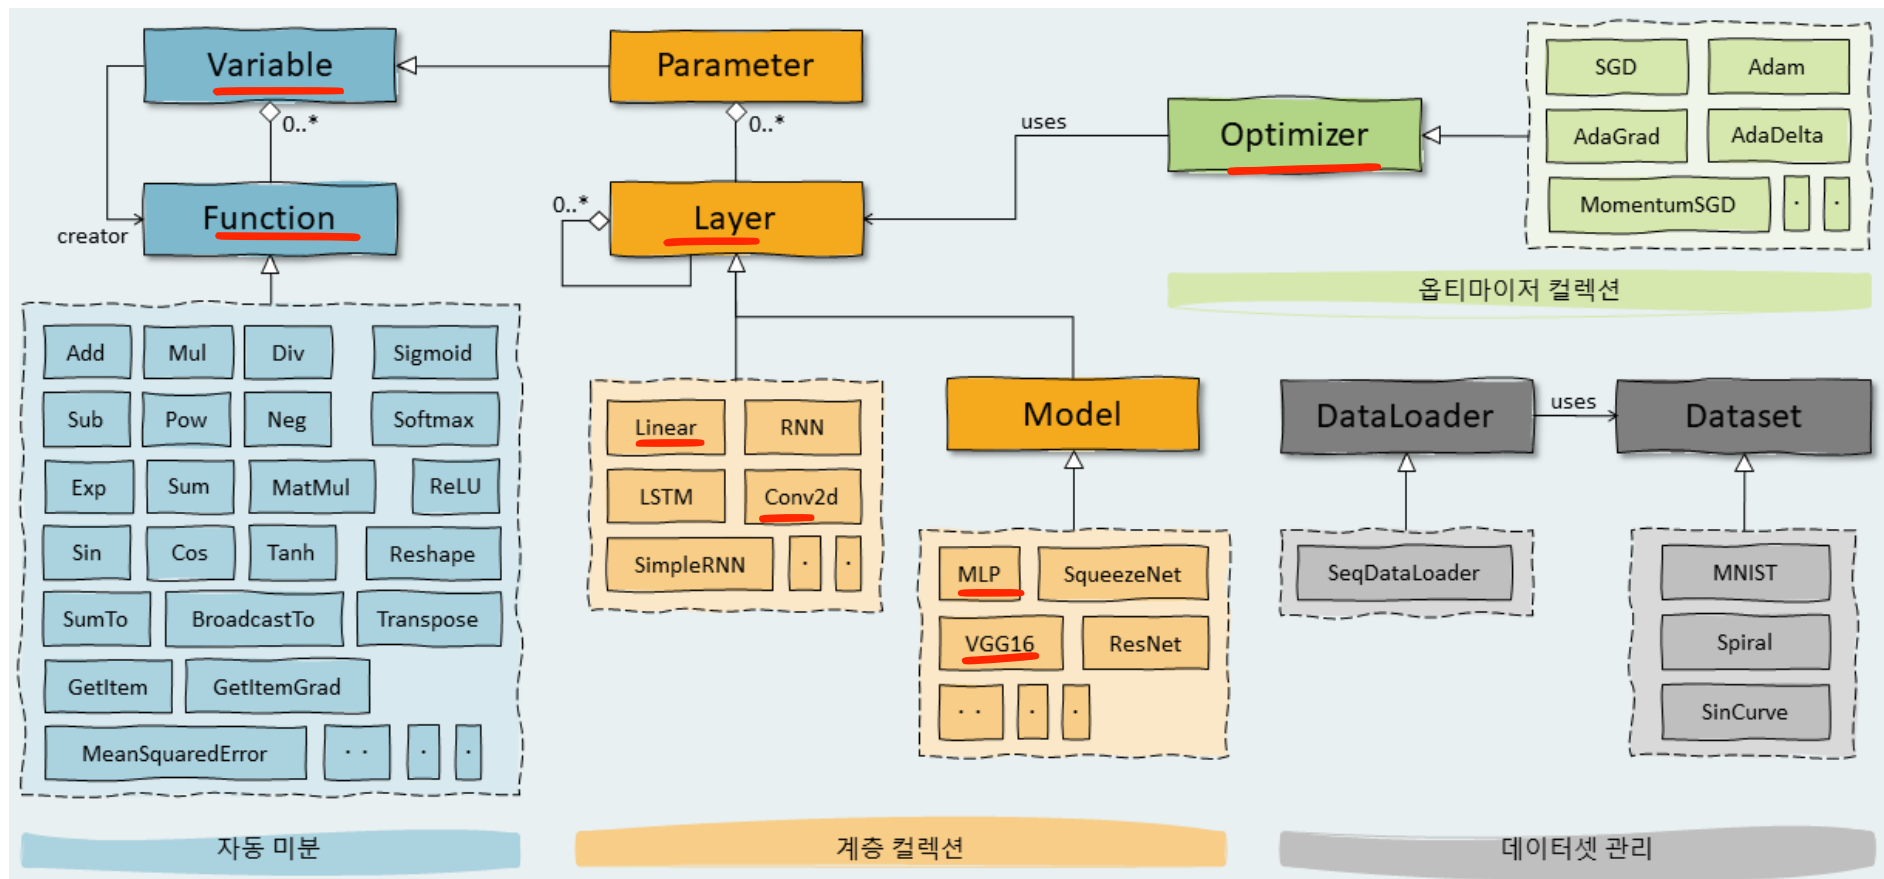 Variable
0..*
creator
Function
Add Mul Div Sigmoid
Sub Pow Neg Softmax
Exp Sum MatMul ReLU
Sin Cos Tanh Reshape
SumTo BroadcastTo Transpose
GetItem GetItemGrad
MeanSquaredError . . . .
자동 미분
Parameter
0..*
0..*
Layer
Linear RNN
LSTM Conv2d
SimpleRNN . .
Model
MLP SqueezeNet
VGG16 ResNet
. . . .
계층 컬렉션
uses
Optimizer
SGD Adam
AdaGrad AdaDelta
MomentumSGD . .
옵티마이저 컬렉션
DataLoader
uses
Dataset
SeqDataLoader
MNIST
Spiral
SinCurve
데이터셋 관리